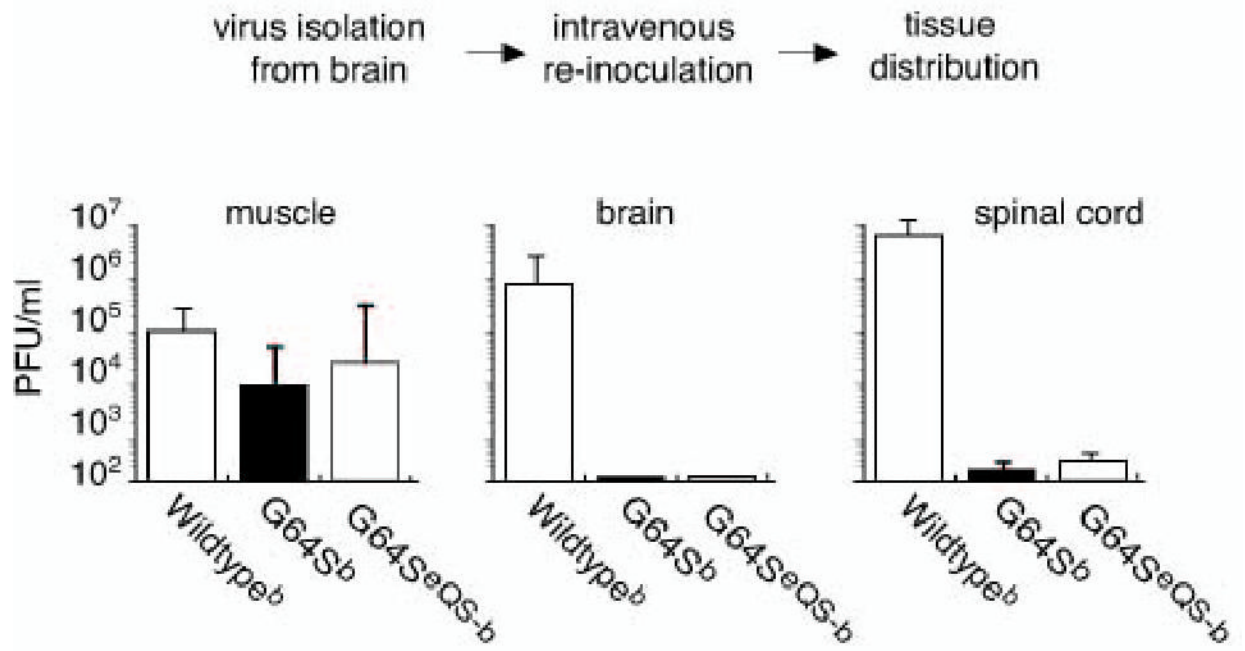 virus isolation from brain
intravenous re-inoculation
tissue distribution
muscle
brain
spinal cord
PFU/ml
10⁷
10⁶
10⁵
10⁴
10³
10²
Wildtypeᵇ
G64Sᵇ
G64SeQS-b
Wildtypeᵇ
G64Sᵇ
G64SeQS-b
Wildtypeᵇ
G64Sᵇ
G64SeQS-b